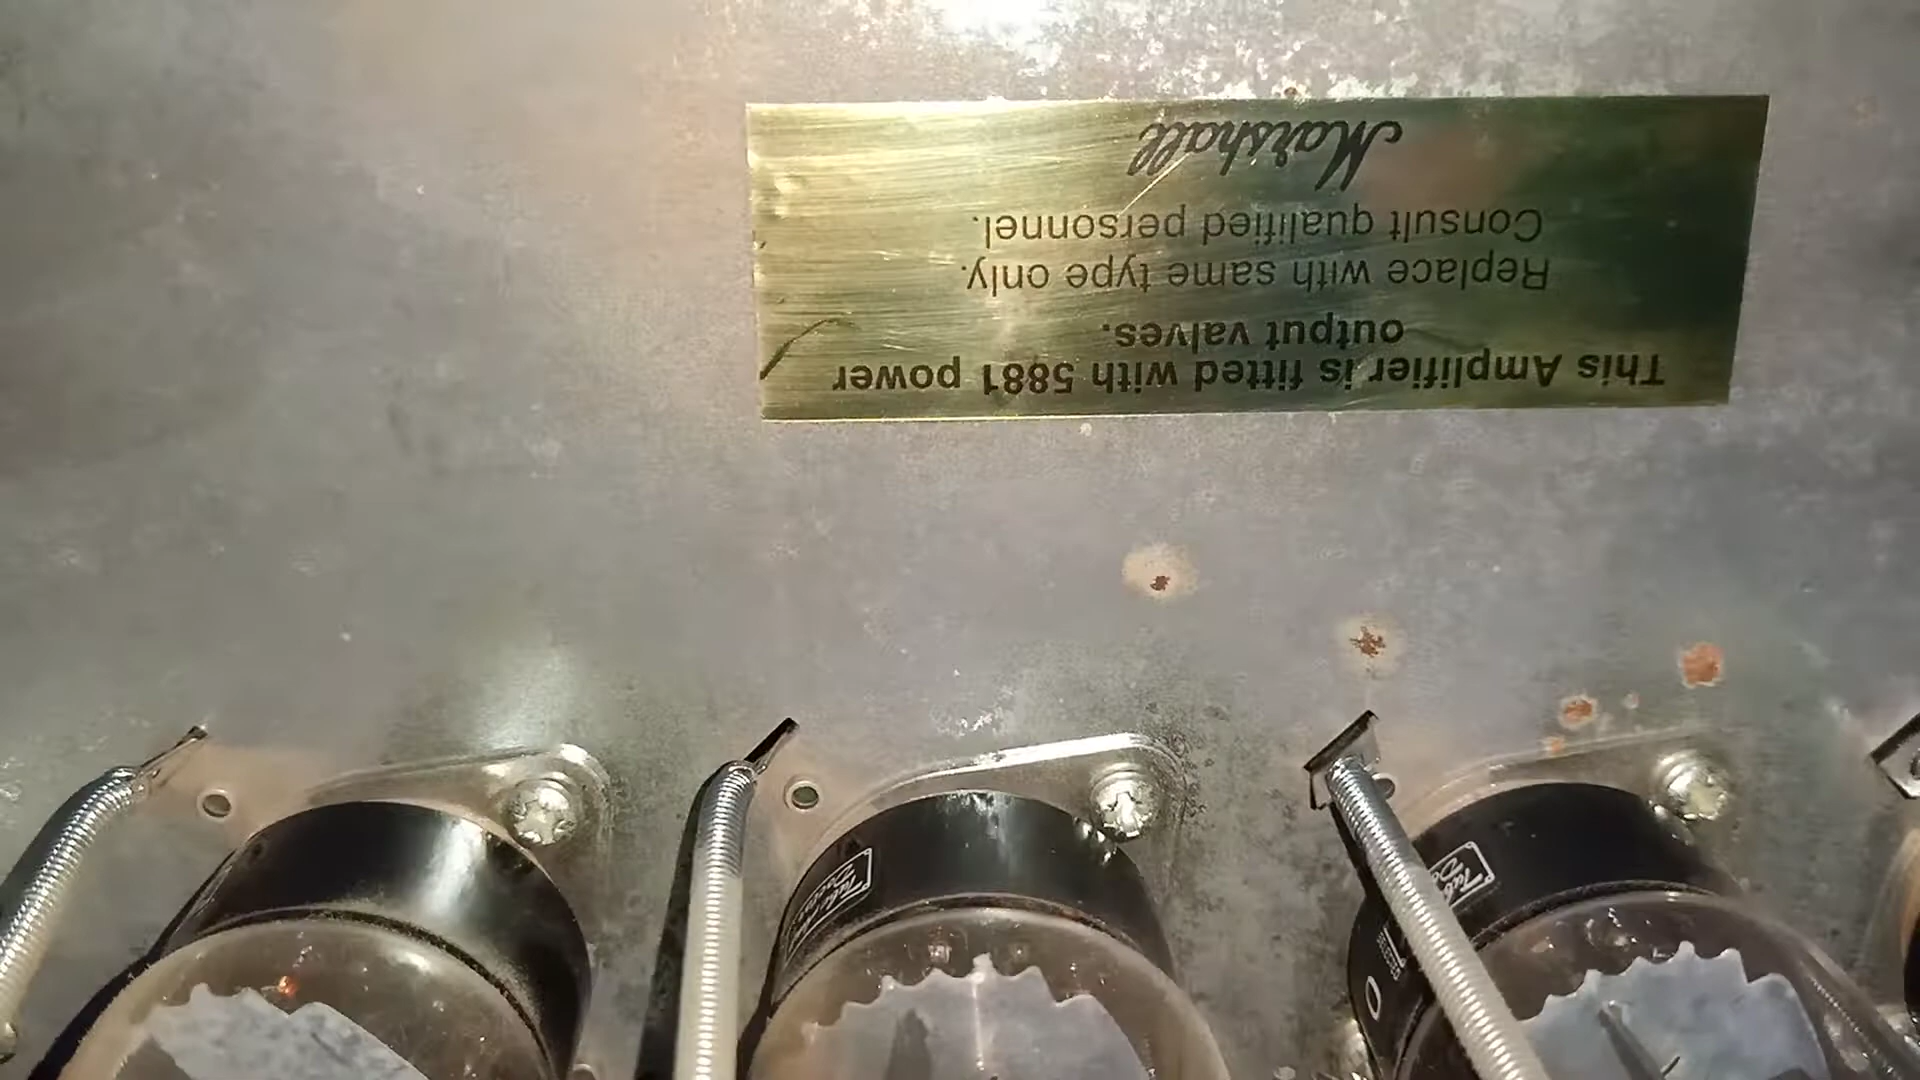 This Amplifier is fitted with 5881 power
output valves.
Replace with same type only.
Consult qualified personnel.
Marshall